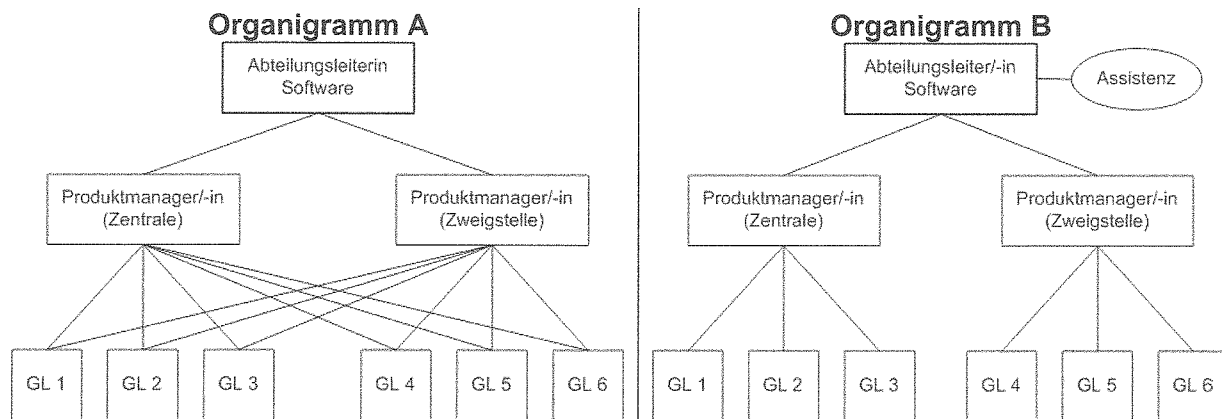 Organigramm A
Abteilungsleiterin
Software
Produktmanager/-in
(Zentrale)
Produktmanager/-in
(Zweigstelle)
GL 1
GL 2
GL 3
GL 4
GL 5
GL 6
Organigramm B
Abteilungsleiter/-in
Software
Assistenz
Produktmanager/-in
(Zentrale)
Produktmanager/-in
(Zweigstelle)
GL 1
GL 2
GL 3
GL 4
GL 5
GL 6